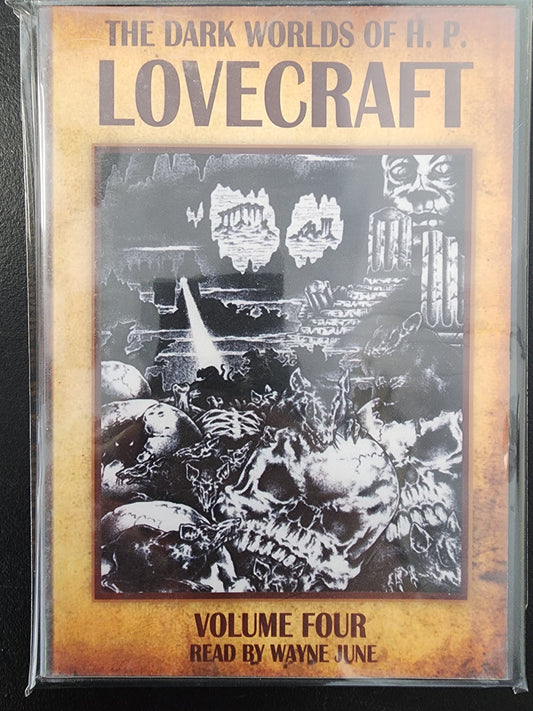 THE DARK WORLDS OF H. P.
LOVECRAFT
VOLUME FOUR
READ BY WAYNE JUNE